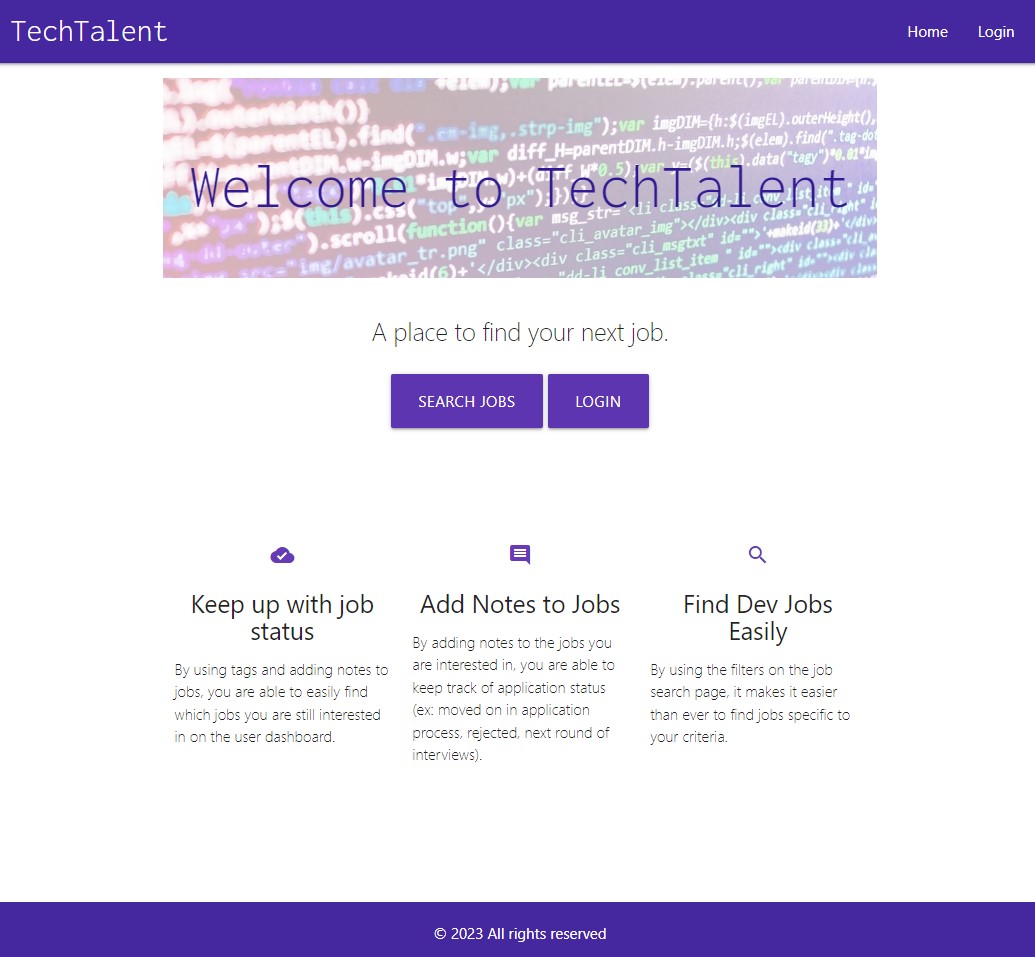 TechTalent
Home Login
Welcome to TechTalent
A place to find your next job.
SEARCH JOBS LOGIN
Keep up with job
status
By using tags and adding notes to
jobs, you are able to easily find
which jobs you are still interested
in on the user dashboard.
Add Notes to Jobs
By adding notes to the jobs you
are interested in, you are able to
keep track of application status
(ex: moved on in application
process, rejected, next round of
interviews).
Find Dev Jobs
Easily
By using the filters on the job
search page, it makes it easier
than ever to find jobs specific to
your criteria.
© 2023 All rights reserved